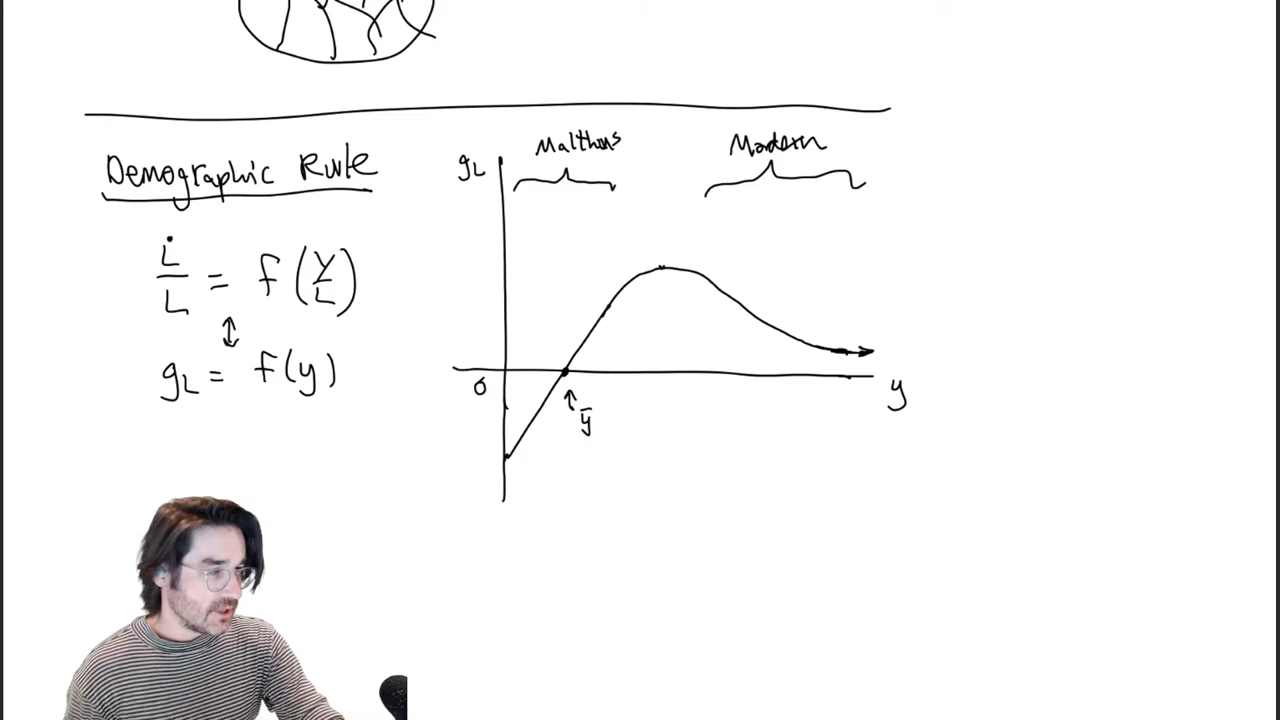 Demographic Rule
L̇/L = f(Y/L)
↕
gL = f(y)
gL
Malthus
Modern
0
ȳ
y